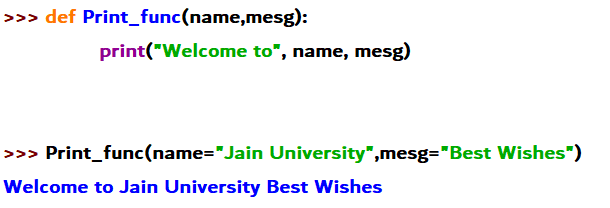 >>> def Print_func(name,mesg):
print("Welcome to", name, mesg)
>>> Print_func(name="Jain University",mesg="Best Wishes")
Welcome to Jain University Best Wishes